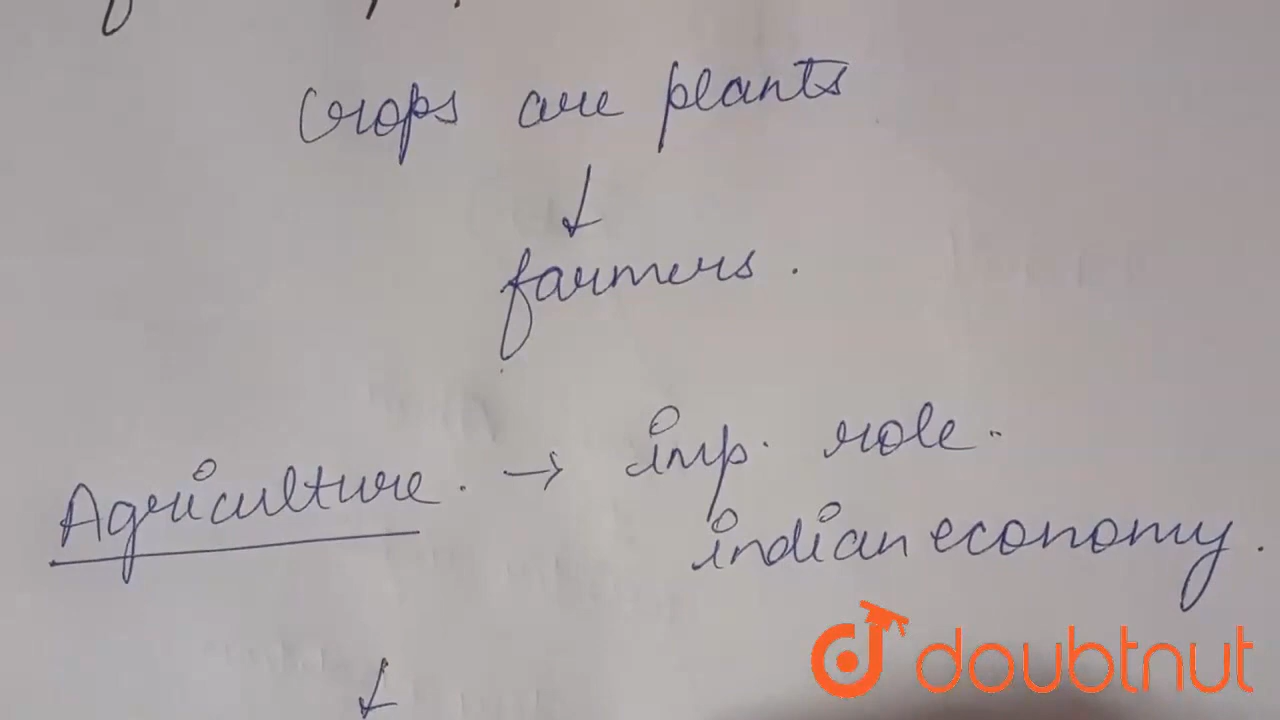 Crops are plants
↓
farmers.
Agriculture. → imp. role.
indian economy.
↓
doubtnut